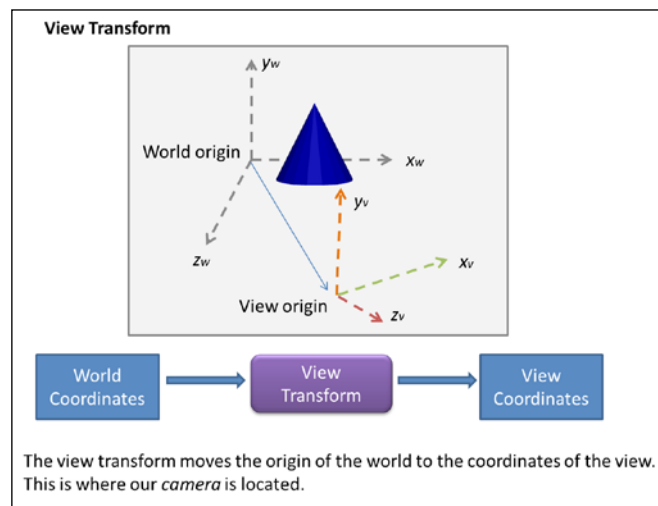 View Transform
yw
World origin
xw
yv
zw
xv
View origin
zv
World
Coordinates
View
Transform
View
Coordinates
The view transform moves the origin of the world to the coordinates of the view.
This is where our camera is located.